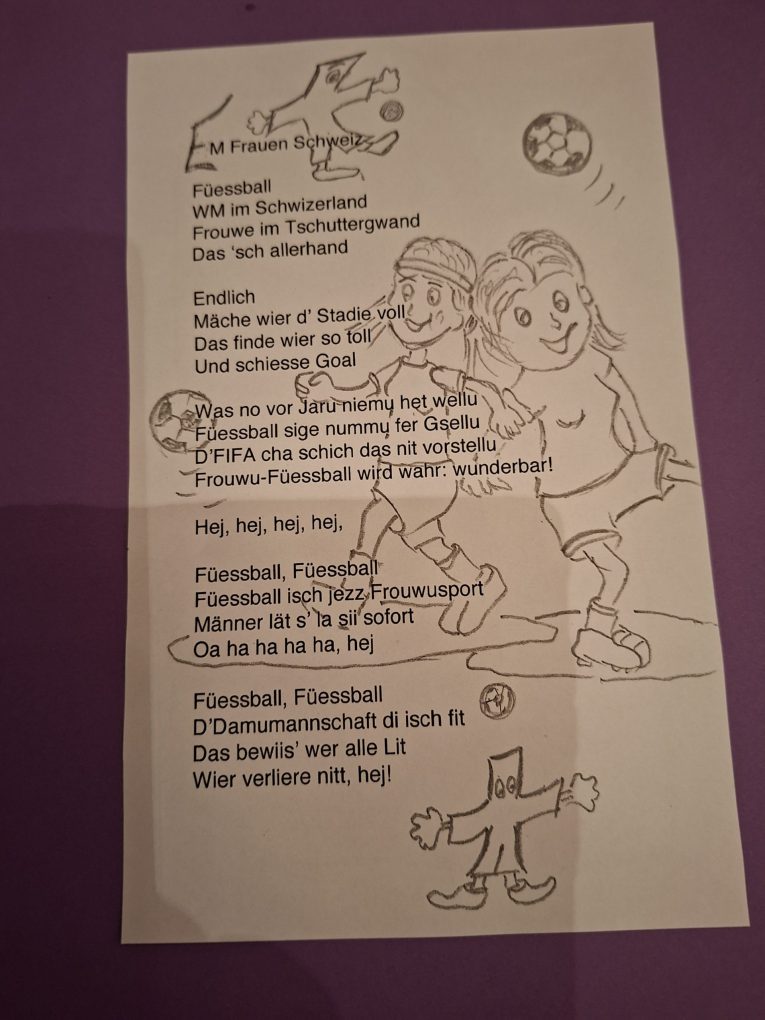 EM Frauen Schweiz
Füessball
WM im Schwizerland
Frouwe im Tschuttergwand
Das ‘sch allerhand
Endlich
Mäche wier d’ Stadie voll
Das finde wier so toll
Und schiesse Goal
Was no vor Jaru niemu het wellu
Füessball sige nummu fer Gsellu
D’FIFA cha schich das nit vorstellu
Frouwu-Füessball wird wahr: wunderbar!
Hej, hej, hej, hej,
Füessball, Füessball
Füessball isch jezz Frouwusport
Männer lät s’ la sii sofort
Oa ha ha ha ha, hej
Füessball, Füessball
D’Damumannschaft di isch fit
Das bewiis’ wer alle Lit
Wier verliere nitt, hej!